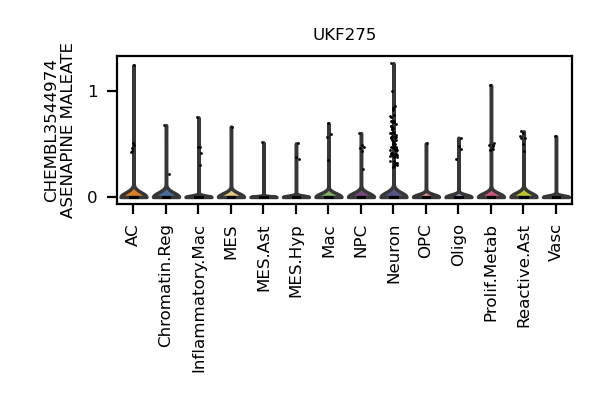 UKF275
CHEMBL3544974
ASENAPINE MALEATE
1
0
AC
Chromatin.Reg
Inflammatory.Mac
MES
MES.Ast
MES.Hyp
Mac
NPC
Neuron
OPC
Oligo
Prolif.Metab
Reactive.Ast
Vasc